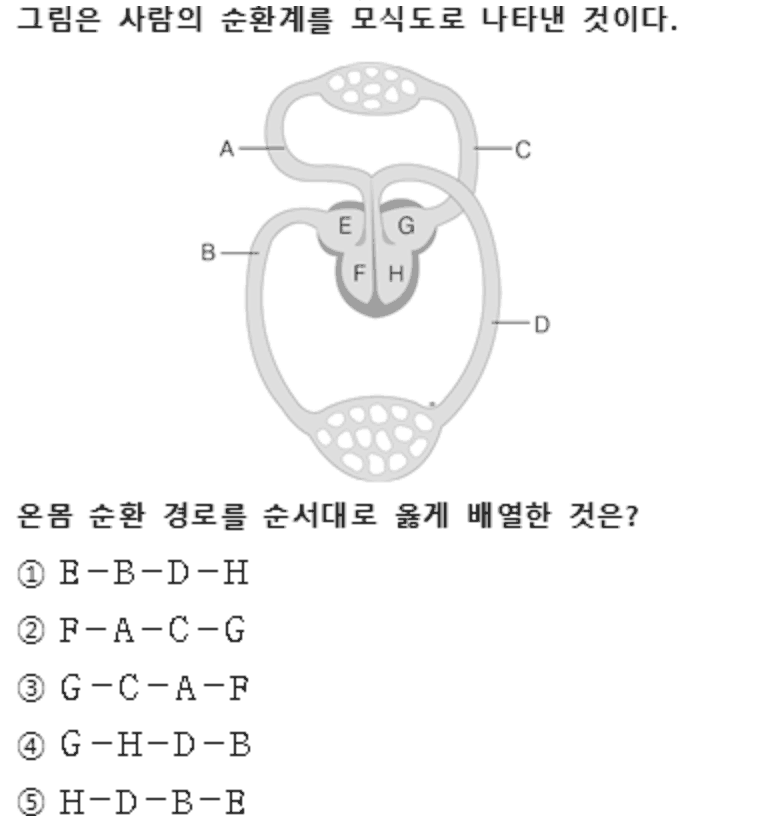 그림은 사람의 순환계를 모식도로 나타낸 것이다.
A
C
E
G
B
F
H
D
온몸 순환 경로를 순서대로 옳게 배열한 것은?
① E-B-D-H
② F-A-C-G
③ G-C-A-F
④ G-H-D-B
⑤ H-D-B-E